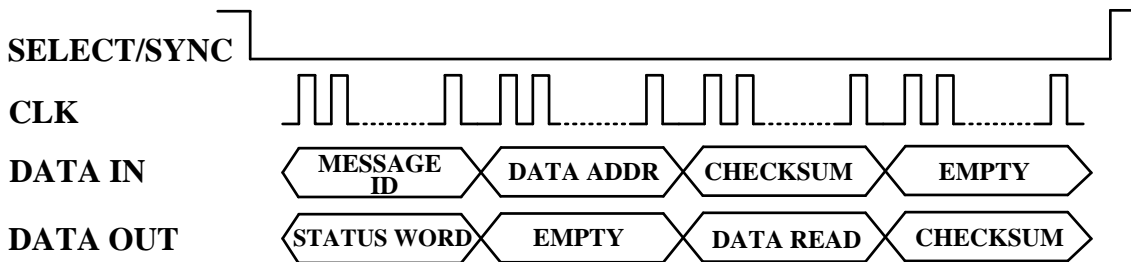 SELECT/SYNC
CLK
DATA IN
MESSAGE
ID
DATA ADDR
CHECKSUM
EMPTY
DATA OUT
STATUS WORD
EMPTY
DATA READ
CHECKSUM